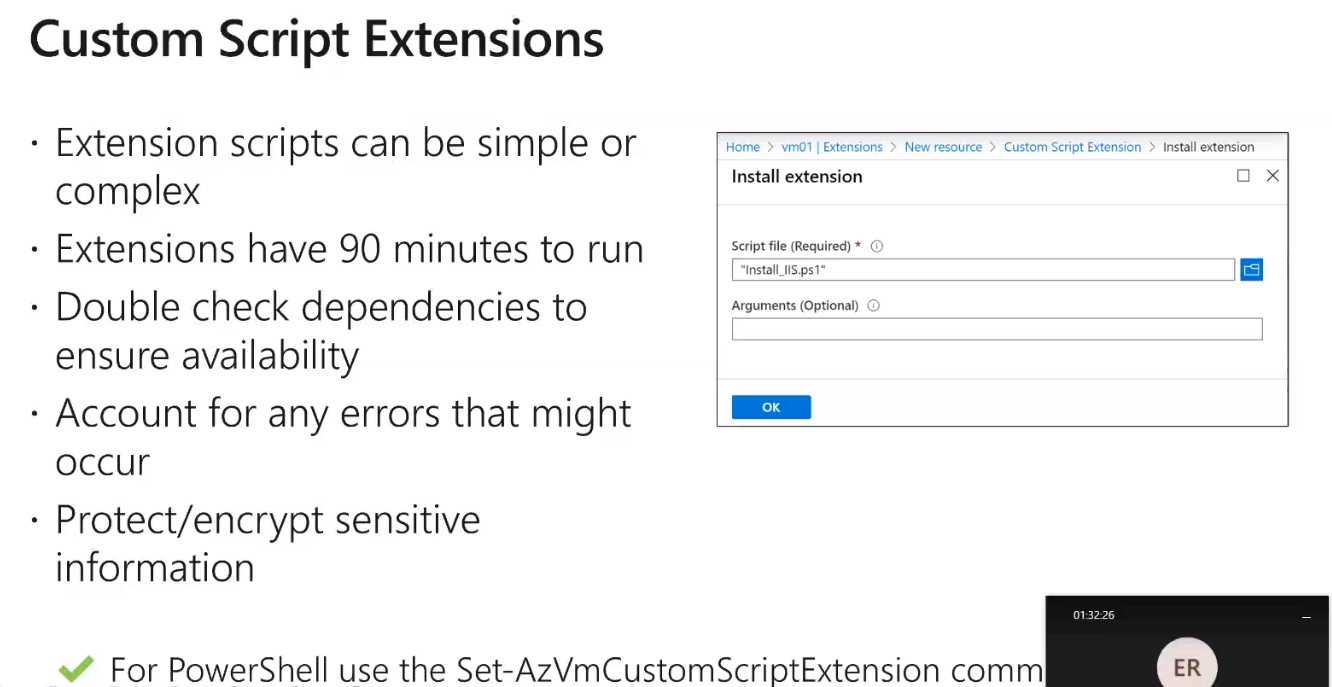 Custom Script Extensions
· Extension scripts can be simple or
complex
· Extensions have 90 minutes to run
· Double check dependencies to
ensure availability
· Account for any errors that might
occur
· Protect/encrypt sensitive
information
Home > vm01 | Extensions > New resource > Custom Script Extension > Install extension
Install extension
Script file (Required) *
"Install_IIS.ps1"
Arguments (Optional)
OK
For PowerShell use the Set-AzVmCustomScriptExtension comm
01:32:26
ER